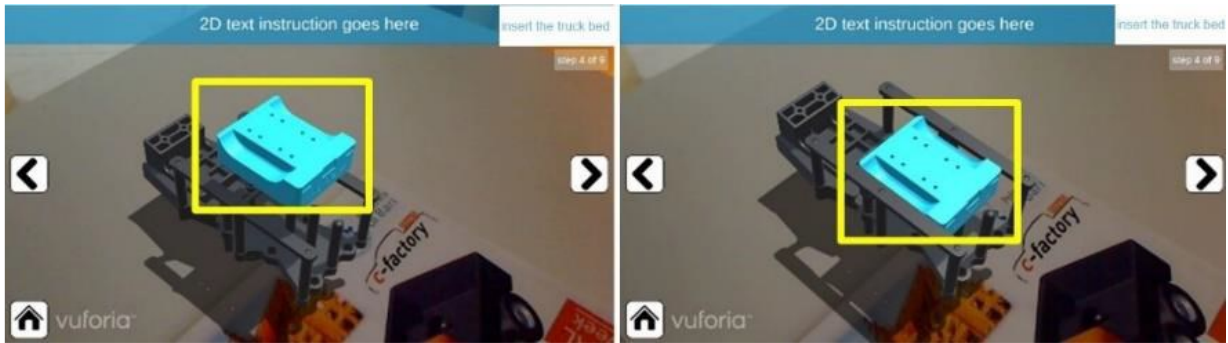 2D text instruction goes here
insert the truck bed
step 4 of 9
c-factory
vuforia
2D text instruction goes here
insert the truck bed
step 4 of 9
c-factory
vuforia